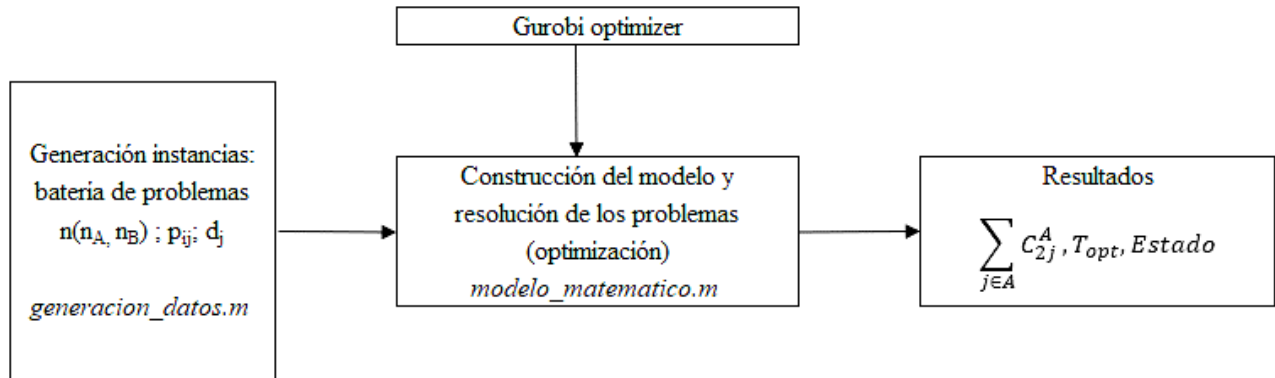 Gurobi optimizer
Generación instancias:
batería de problemas
n(nA, nB) ; pij; dj
generacion_datos.m
Construcción del modelo y
resolución de los problemas
(optimización)
modelo_matematico.m
Resultados
∑j∈A C2jA, Topt, Estado